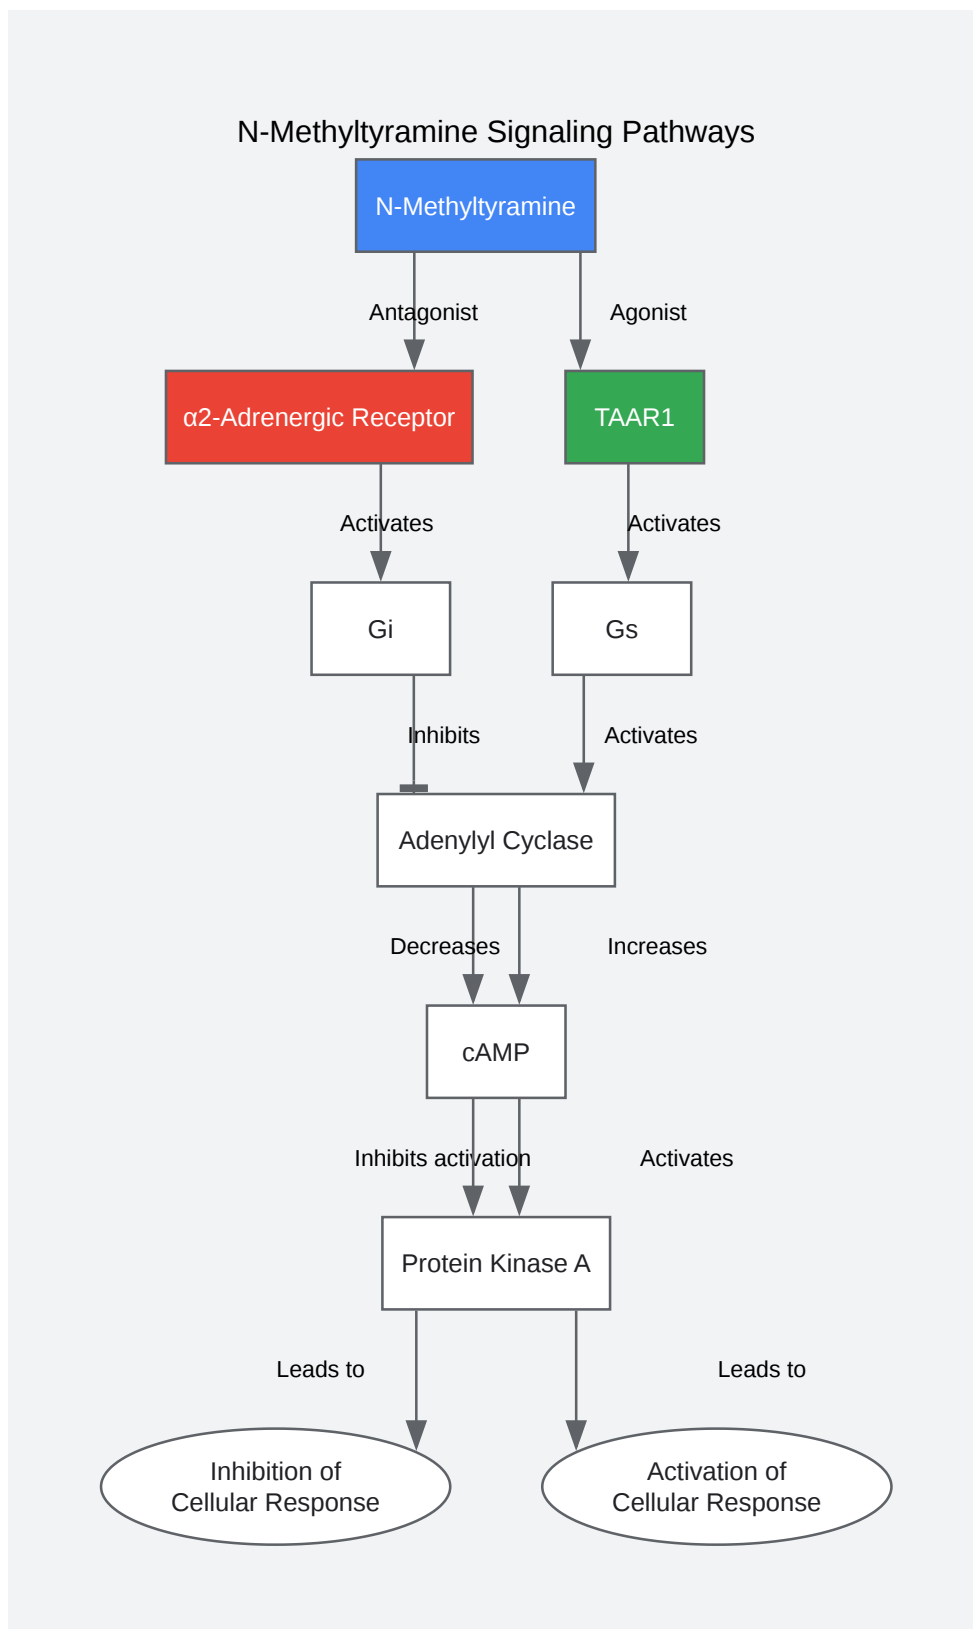 N-Methyltyramine Signaling Pathways
N-Methyltyramine
Antagonist
Agonist
α2-Adrenergic Receptor
TAAR1
Activates
Activates
Gi
Gs
Inhibits
Activates
Adenylyl Cyclase
Decreases
Increases
cAMP
Inhibits activation
Activates
Protein Kinase A
Leads to
Leads to
Inhibition of
Cellular Response
Activation of
Cellular Response